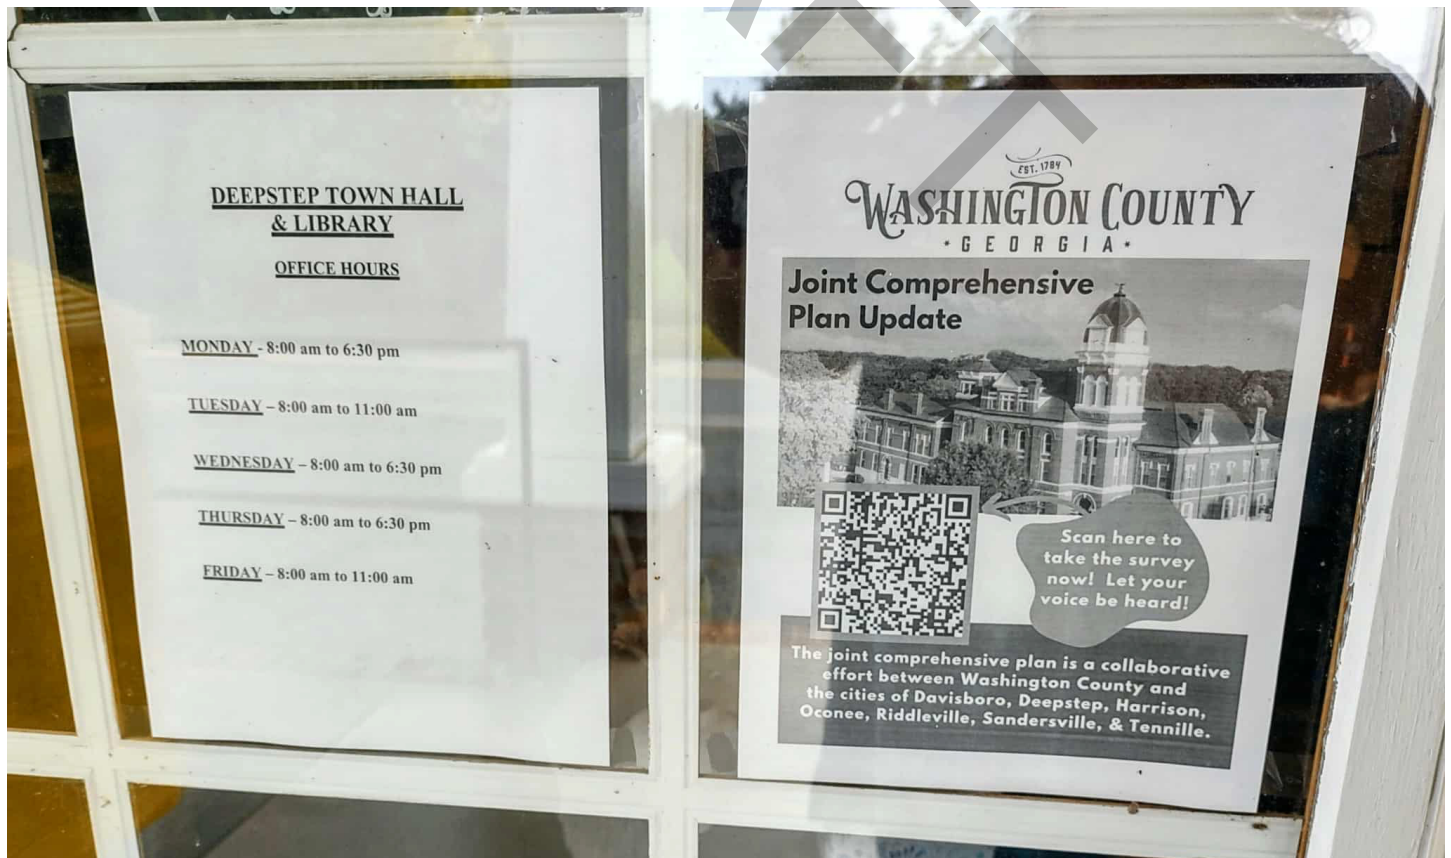 DEEPSTEP TOWN HALL
& LIBRARY
OFFICE HOURS
MONDAY - 8:00 am to 6:30 pm
TUESDAY – 8:00 am to 11:00 am
WEDNESDAY – 8:00 am to 6:30 pm
THURSDAY – 8:00 am to 6:30 pm
FRIDAY – 8:00 am to 11:00 am
EST. 1784
WASHINGTON COUNTY
• GEORGIA •
Joint Comprehensive
Plan Update
Scan here to
take the survey
now! Let your
voice be heard!
The joint comprehensive plan is a collaborative
effort between Washington County and
the cities of Davisboro, Deepstep, Harrison,
Oconee, Riddleville, Sandersville, & Tennille.